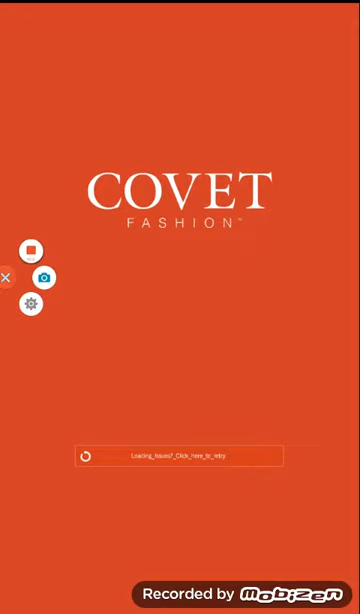 COVET
FASHION™
Loading_Issues?_Click_here_to_retry
Recorded by Mobizen